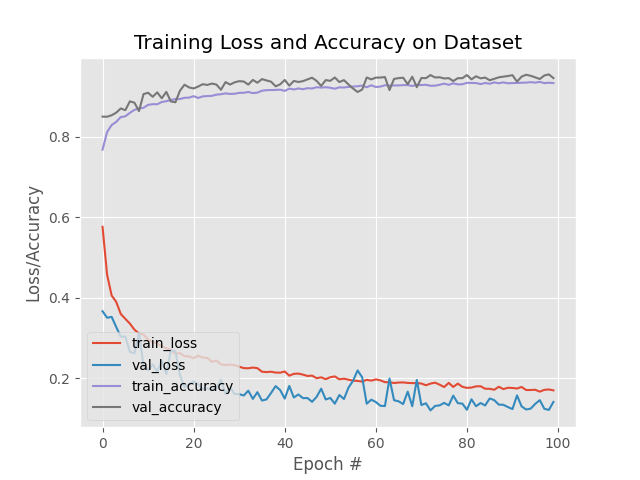 Training Loss and Accuracy on Dataset
Loss/Accuracy
0.8
0.6
0.4
0.2
train_loss
val_loss
train_accuracy
val_accuracy
0 20 40 60 80 100
Epoch #